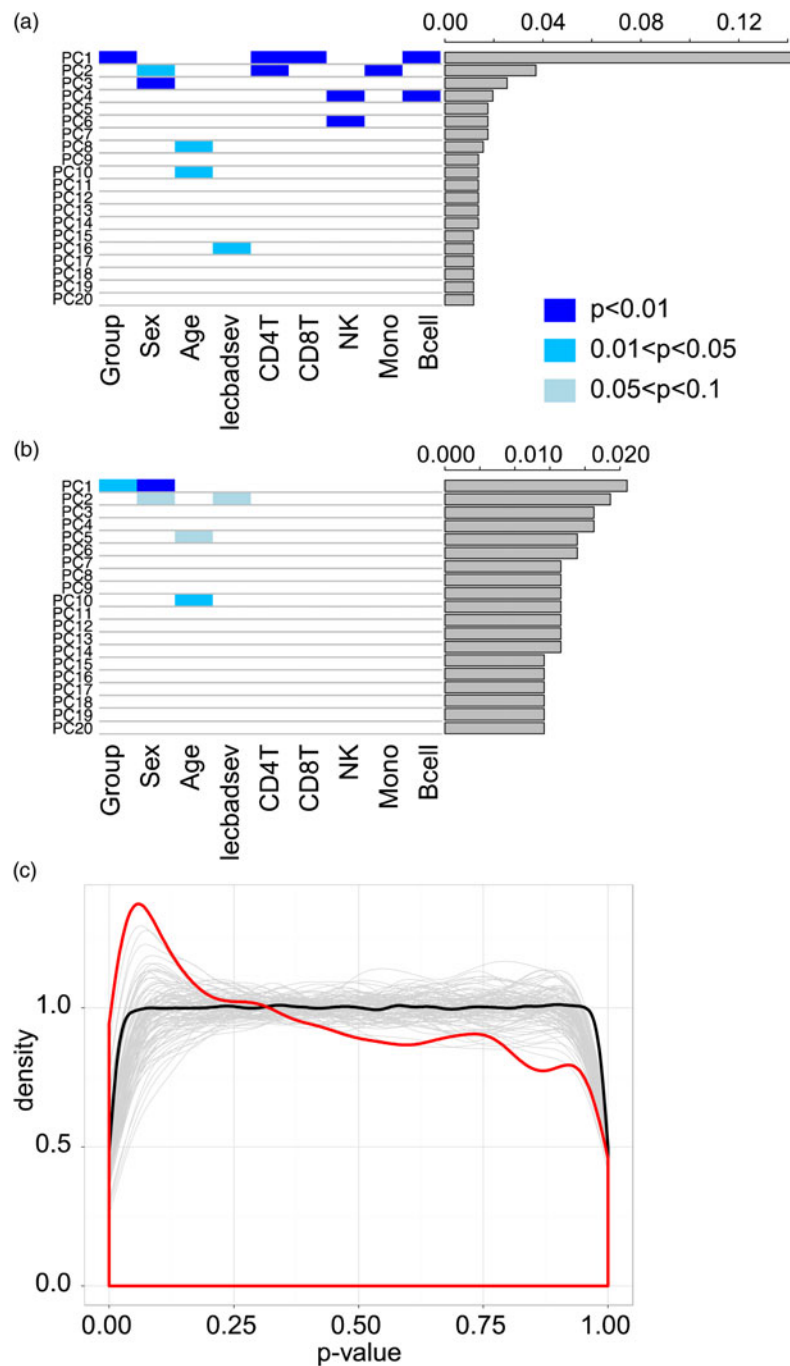 (a)
0.00 0.04 0.08 0.12
PC1
PC2
PC3
PC4
PC5
PC6
PC7
PC8
PC9
PC10
PC11
PC12
PC13
PC14
PC15
PC16
PC17
PC18
PC19
PC20
Group
Sex
Age
lecbadsev
CD4T
CD8T
NK
Mono
Bcell
p<0.01
0.01<p<0.05
0.05<p<0.1
(b)
0.000 0.010 0.020
PC1
PC2
PC3
PC4
PC5
PC6
PC7
PC8
PC9
PC10
PC11
PC12
PC13
PC14
PC15
PC16
PC17
PC18
PC19
PC20
Group
Sex
Age
lecbadsev
CD4T
CD8T
NK
Mono
Bcell
(c)
density
1.0
0.5
0.0
0.00 0.25 0.50 0.75 1.00
p-value